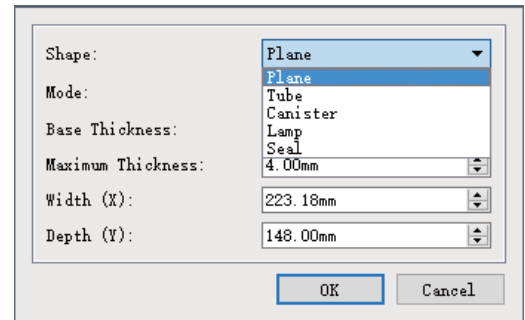 Shape: Plane
Plane
Mode: Tube
Canister
Base Thickness: Lamp
Seal
Maximum Thickness: 4.00mm
Width (X): 223.18mm
Depth (Y): 148.00mm
OK Cancel